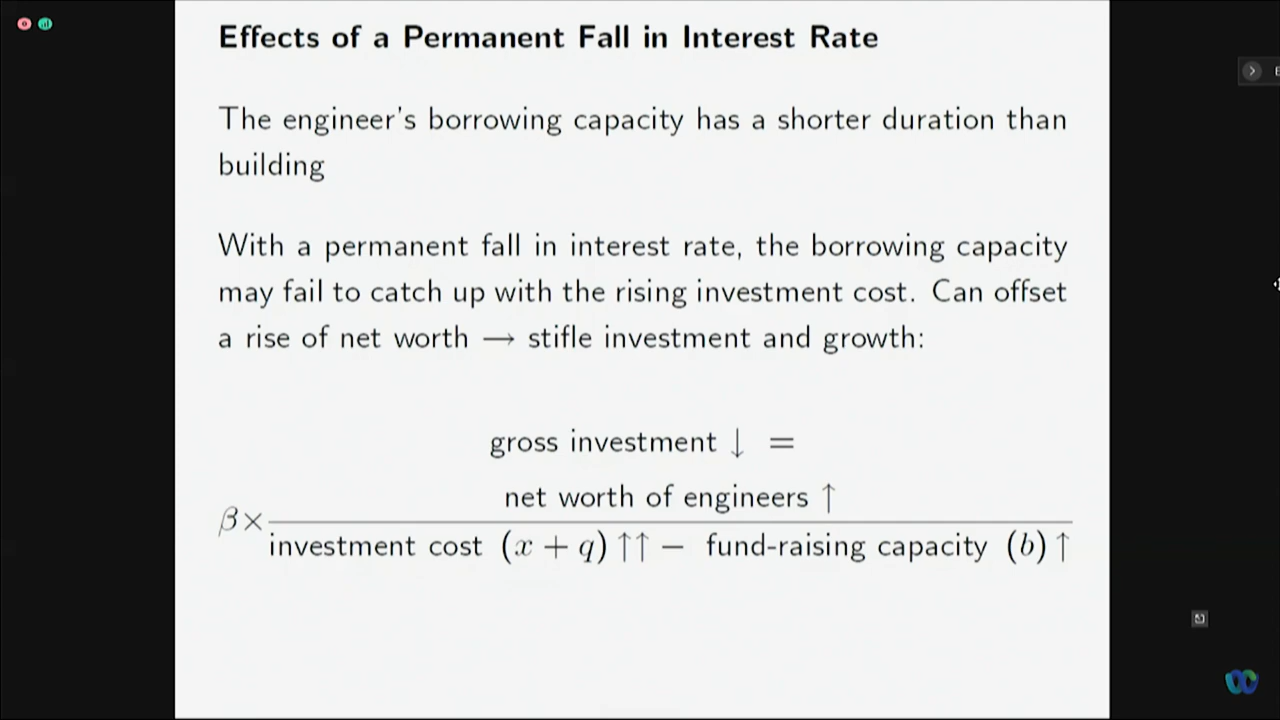 Effects of a Permanent Fall in Interest Rate
The engineer's borrowing capacity has a shorter duration than
building
With a permanent fall in interest rate, the borrowing capacity
may fail to catch up with the rising investment cost. Can offset
a rise of net worth → stifle investment and growth:
gross investment ↓ =
net worth of engineers ↑
β×
investment cost (x + q) ↑↑ − fund-raising capacity (b) ↑